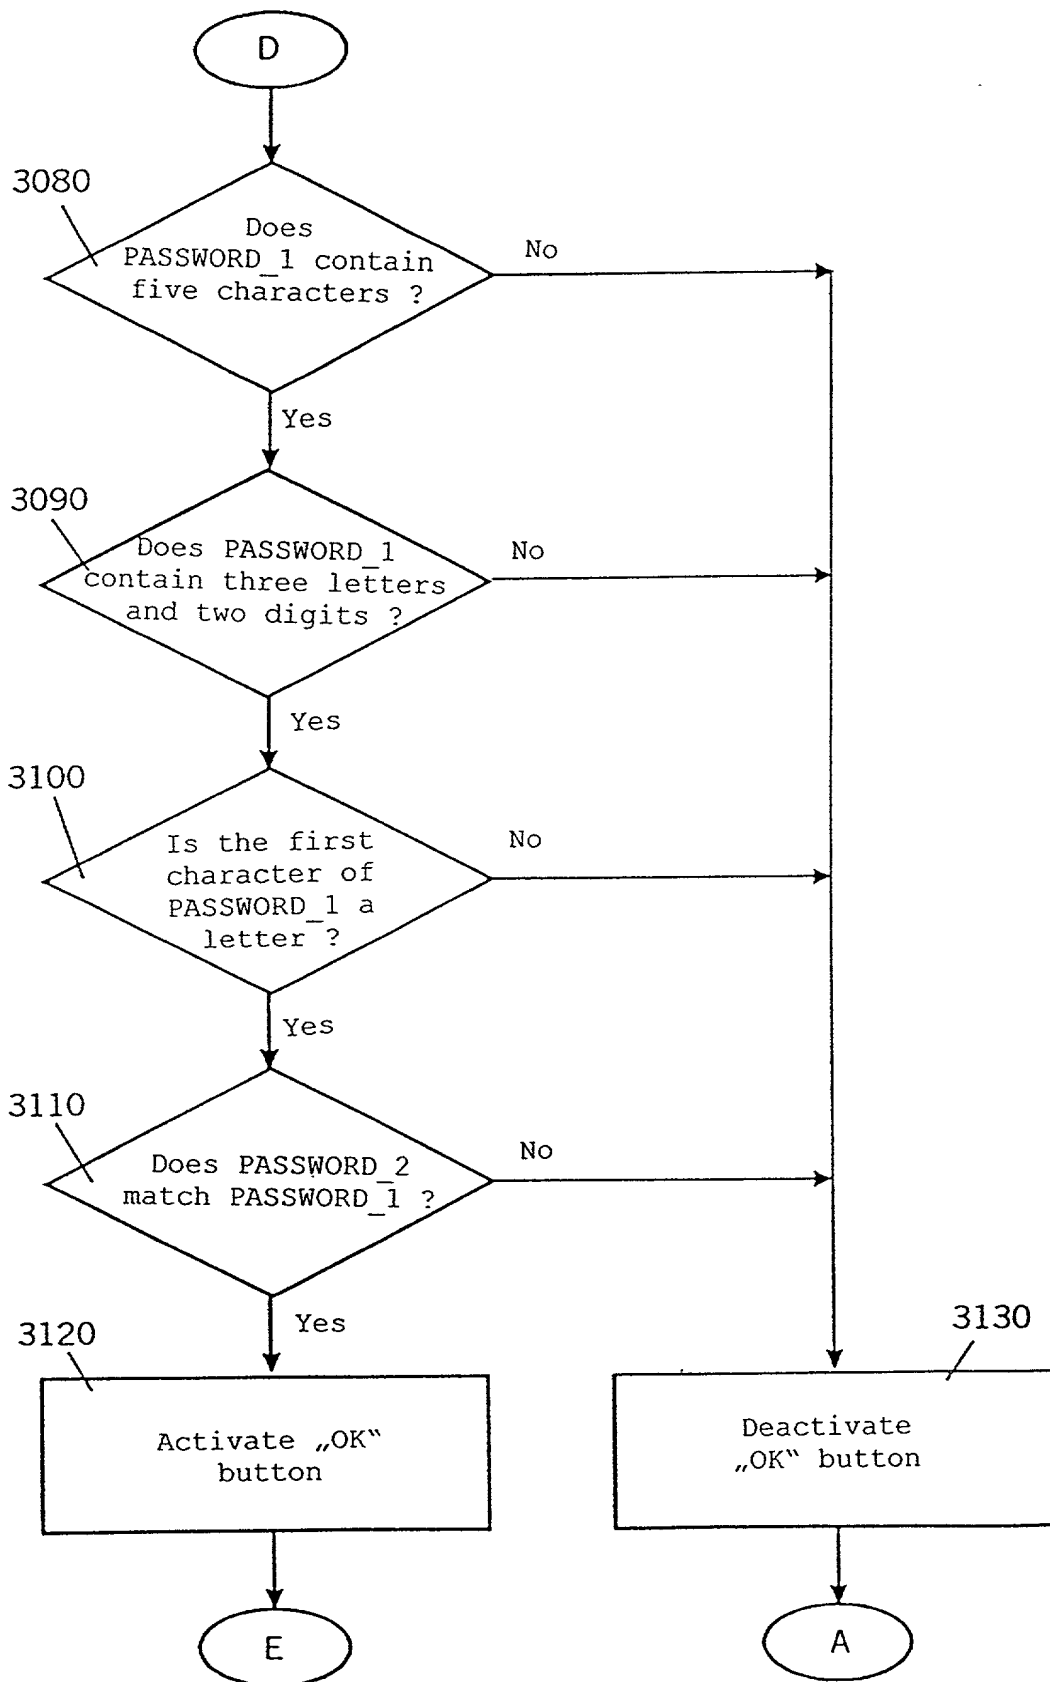 D
3080
Does
PASSWORD_1 contain
five characters ?
No
Yes
3090
Does PASSWORD_1
contain three letters
and two digits ?
No
Yes
3100
Is the first
character of
PASSWORD_1 a
letter ?
No
Yes
3110
Does PASSWORD_2
match PASSWORD_1 ?
No
Yes
3120
Activate „OK“
button
3130
Deactivate
„OK“ button
E
A